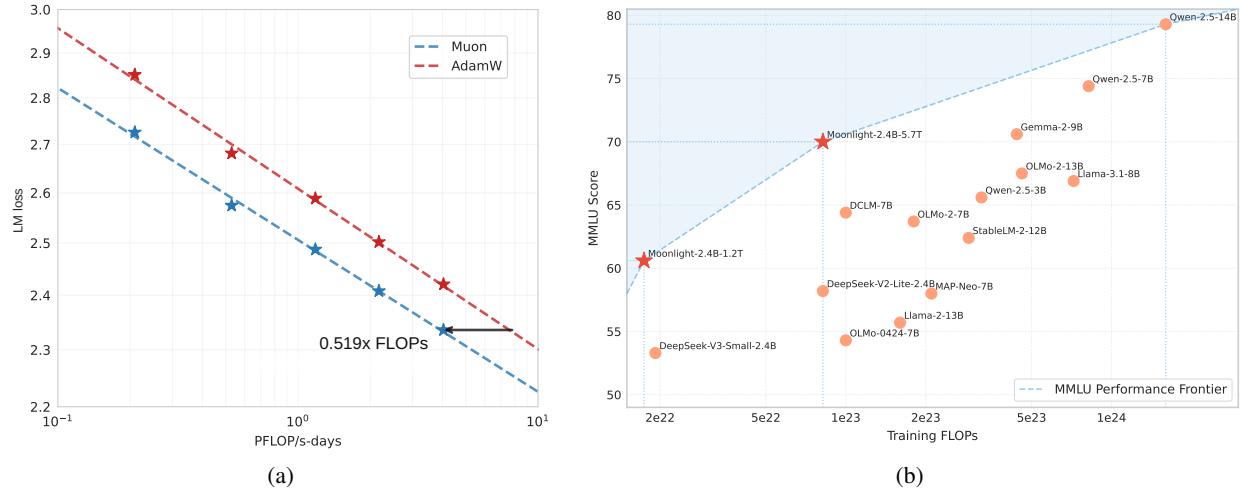 3.0
2.9
2.8
2.7
2.6
2.5
2.4
2.3
2.2
LM loss
Muon
AdamW
0.519x FLOPs
10⁻¹
10⁰
10¹
PFLOP/s-days
(a)
80
75
70
65
60
55
50
MMLU Score
Qwen-2.5-14B
Qwen-2.5-7B
Gemma-2-9B
Moonlight-2.4B-5.7T
OLMo-2-13B
Llama-3.1-8B
Qwen-2.5-3B
DCLM-7B
OLMo-2-7B
StableLM-2-12B
Moonlight-2.4B-1.2T
DeepSeek-V2-Lite-2.4B
MAP-Neo-7B
Llama-2-13B
OLMo-0424-7B
DeepSeek-V3-Small-2.4B
MMLU Performance Frontier
2e22
5e22
1e23
2e23
5e23
1e24
Training FLOPs
(b)